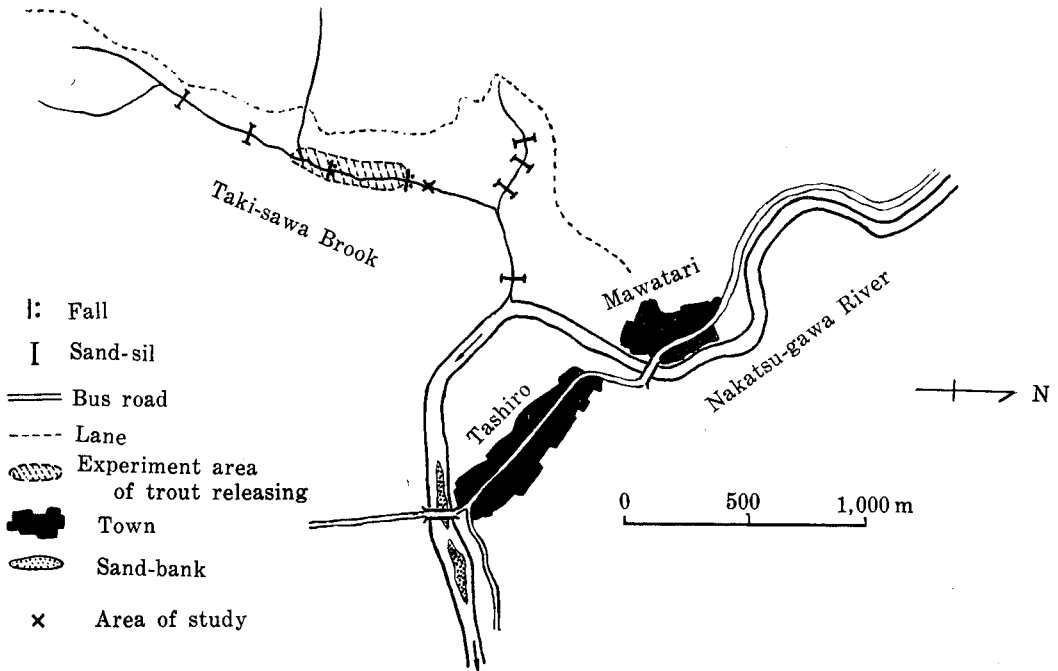 Taki-sawa Brook
Mawatari
Nakatsu-gawa River
Tashiro
N
0 500 1,000 m
Fall
Sand-sil
Bus road
Lane
Experiment area
of trout releasing
Town
Sand-bank
Area of study